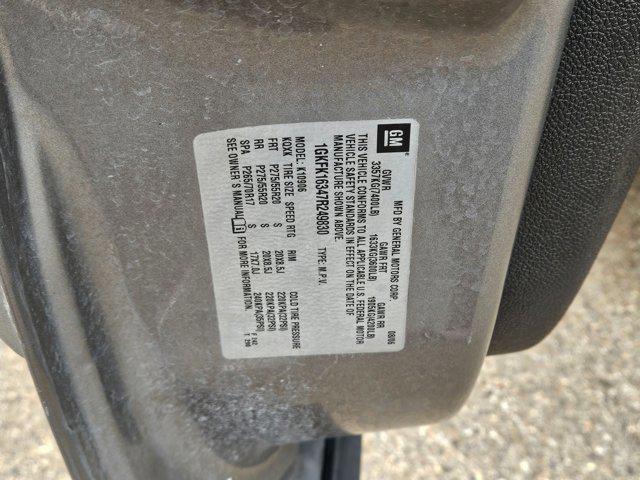 GM
MFD BY GENERAL MOTORS CORP. 08/06
GVWR GAWR FRT GAWR RR
3357KG(7400LB) 1633KG(3600LB) 1905KG(4200LB)
THIS VEHICLE CONFORMS TO ALL APPLICABLE U.S. FEDERAL MOTOR
VEHICLE SAFETY STANDARDS IN EFFECT ON THE DATE OF
MANUFACTURE SHOWN ABOVE.
1GKFK16347R249830 TYPE: M.P.V.
MODEL: K10906
KQXK TIRE SIZE SPEED RTG RIM COLD TIRE PRESSURE
FRT P275/55R20 S 20X8.5J 220KPA(32PSI)
RR P275/55R20 S 20X8.5J 220KPA(32PSI)
SPA P265/70R17 S 17X7.0J 240KPA(35PSI)
SEE OWNER'S MANUAL FOR MORE INFORMATION.